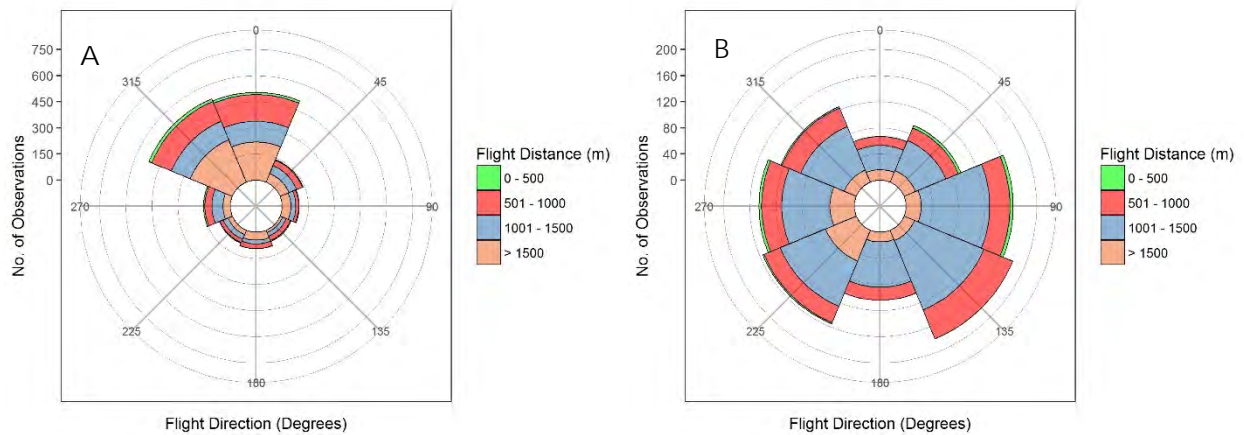 A
0
45
90
135
180
225
270
315
750
600
450
300
150
0
No. of Observations
Flight Direction (Degrees)
Flight Distance (m)
0 - 500
501 - 1000
1001 - 1500
> 1500
B
0
45
90
135
180
225
270
315
200
160
120
80
40
0
No. of Observations
Flight Direction (Degrees)
Flight Distance (m)
0 - 500
501 - 1000
1001 - 1500
> 1500